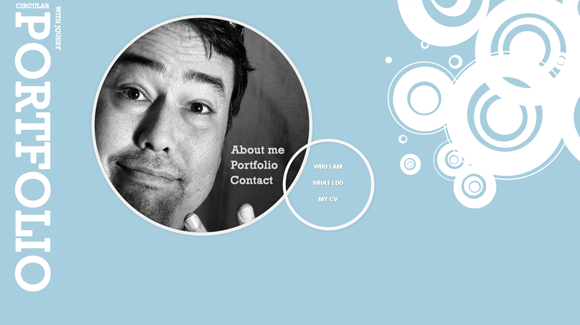 CIRCULAR
PORTFOLIO
WITH JQUERY
About me
Portfolio
Contact
WHO I AM
WHAT I DO
MY CV